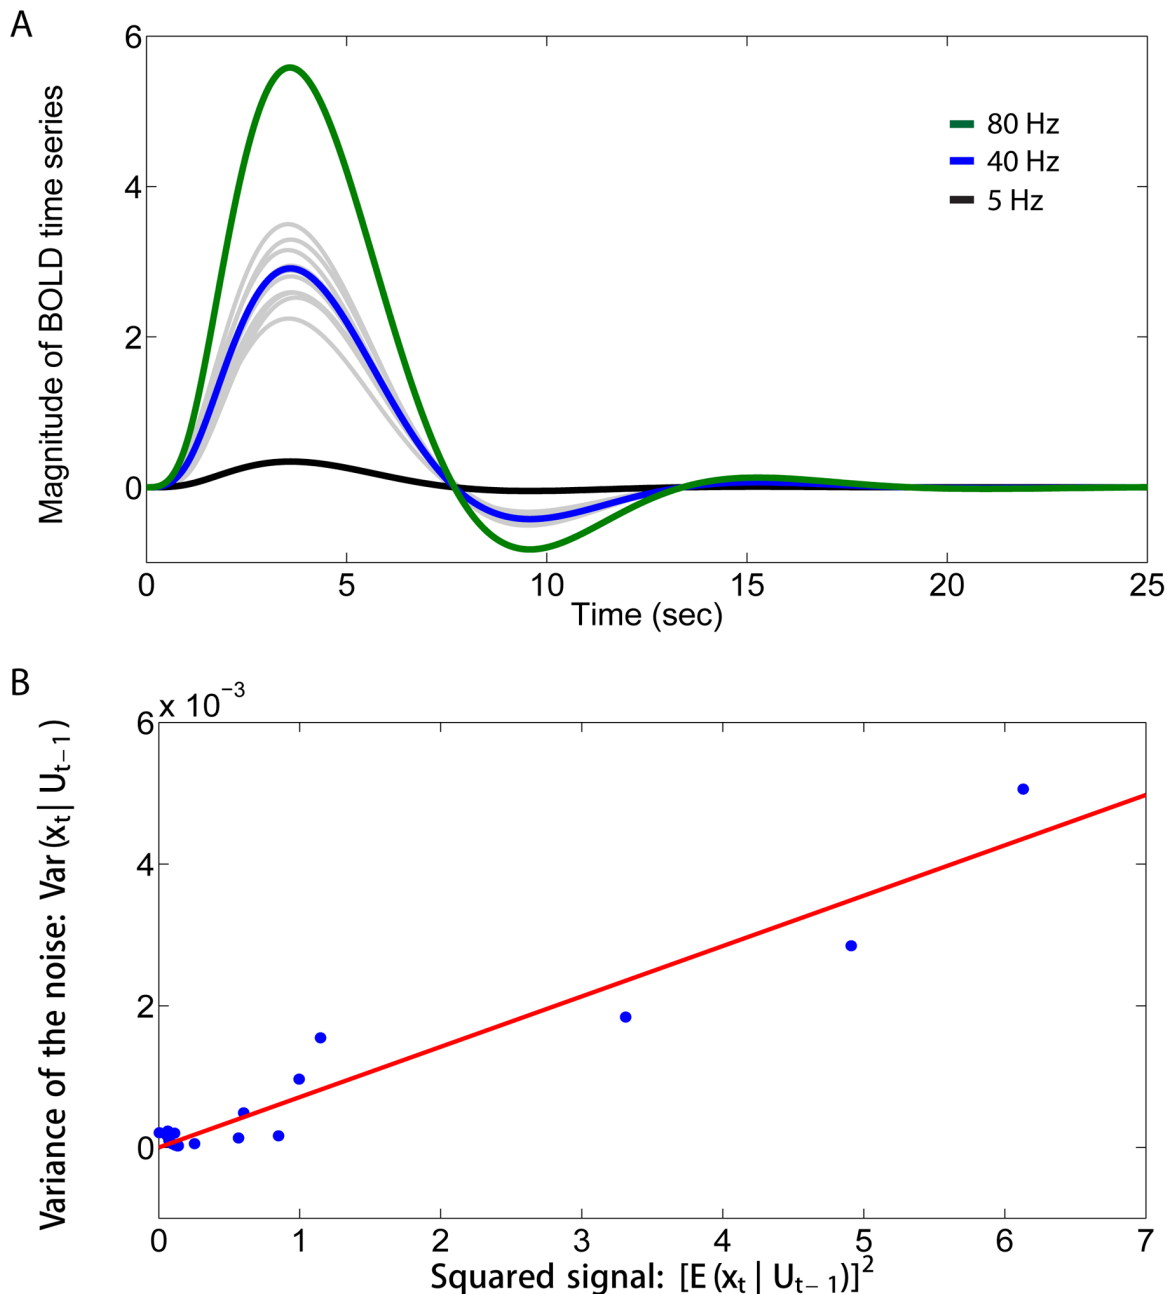 A
Magnitude of BOLD time series
6
4
2
0
80 Hz
40 Hz
5 Hz
0 5 10 15 20 25
Time (sec)
B
x 10⁻³
Variance of the noise: Var (xₜ | Uₜ₋₁)
6
4
2
0
0 1 2 3 4 5 6 7
Squared signal: [E (xₜ | Uₜ₋₁)]²